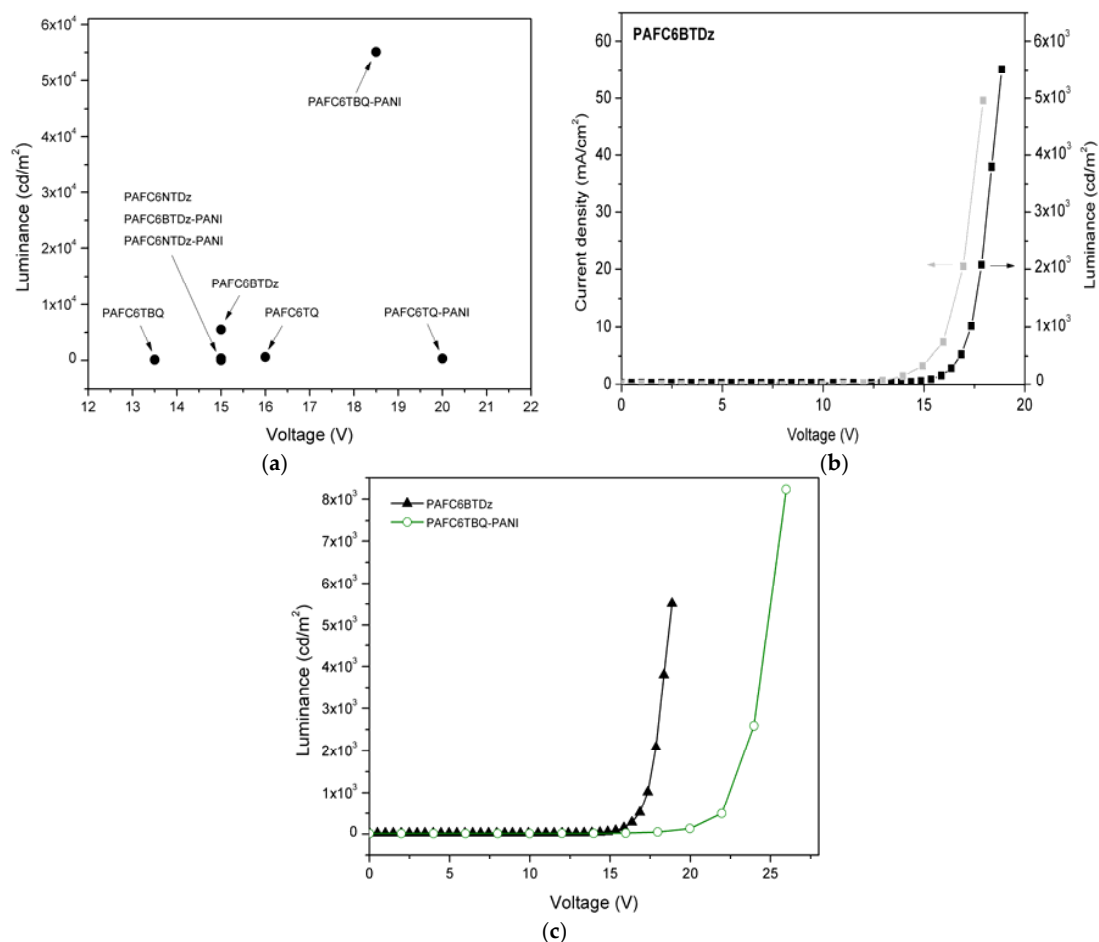 6x10⁴
5x10⁴
4x10⁴
3x10⁴
2x10⁴
1x10⁴
0
Luminance (cd/m²)
PAFC6TBQ-PANI
PAFC6NTDz
PAFC6BTDz-PANI
PAFC6NTDz-PANI
PAFC6BTDz
PAFC6TBQ
PAFC6TQ
PAFC6TQ-PANI
12 13 14 15 16 17 18 19 20 21 22
Voltage (V)
(a)
PAFC6BTDz
60
50
40
30
20
10
0
Current density (mA/cm²)
6x10³
5x10³
4x10³
3x10³
2x10³
1x10³
0
Luminance (cd/m²)
0 5 10 15 20
Voltage (V)
(b)
8x10³
7x10³
6x10³
5x10³
4x10³
3x10³
2x10³
1x10³
0
Luminance (cd/m²)
PAFC6BTDz
PAFC6TBQ-PANI
0 5 10 15 20 25
Voltage (V)
(c)